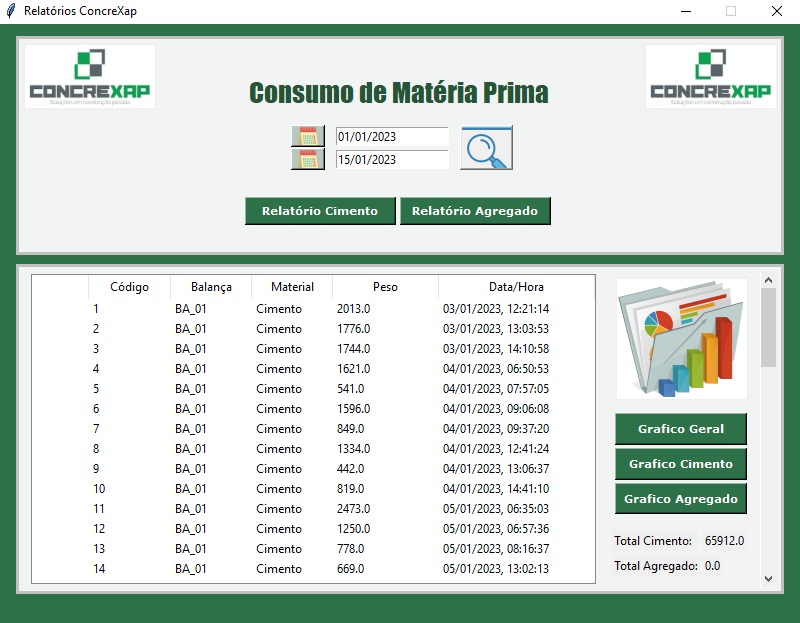 Relatórios ConcreXap
CONCREXAP
Soluções em construção pesada
CONCREXAP
Soluções em construção pesada
Consumo de Matéria Prima
01/01/2023
15/01/2023
Relatório Cimento Relatório Agregado
Código Balança Material Peso Data/Hora
1 BA_01 Cimento 2013.0 03/01/2023, 12:21:14
2 BA_01 Cimento 1776.0 03/01/2023, 13:03:53
3 BA_01 Cimento 1744.0 03/01/2023, 14:10:58
4 BA_01 Cimento 1621.0 04/01/2023, 06:50:53
5 BA_01 Cimento 541.0 04/01/2023, 07:57:05
6 BA_01 Cimento 1596.0 04/01/2023, 09:06:08
7 BA_01 Cimento 849.0 04/01/2023, 09:37:20
8 BA_01 Cimento 1334.0 04/01/2023, 12:41:24
9 BA_01 Cimento 442.0 04/01/2023, 13:06:37
10 BA_01 Cimento 819.0 04/01/2023, 14:41:10
11 BA_01 Cimento 2473.0 05/01/2023, 06:35:03
12 BA_01 Cimento 1250.0 05/01/2023, 06:57:36
13 BA_01 Cimento 778.0 05/01/2023, 08:16:37
14 BA_01 Cimento 669.0 05/01/2023, 13:02:13
Grafico Geral
Grafico Cimento
Grafico Agregado
Total Cimento: 65912.0
Total Agregado: 0.0